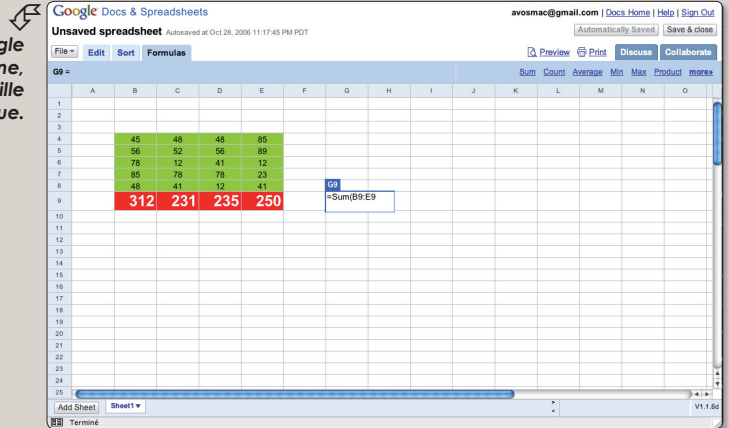 Google Docs & Spreadsheets
avosmac@gmail.com | Docs Home | Help | Sign Out
Unsaved spreadsheet Autosaved at Oct 28, 2006 11:17:45 PM PDT
Automatically Saved Save & close
File Edit Sort Formulas
Preview Print Discuss Collaborate
G9 =
Sum Count Average Min Max Product more»
A B C D E F G H I J K L M N O
1
2
3
4 45 48 48 85
5 56 52 56 89
6 78 12 41 12
7 85 78 78 23
8 48 41 12 41 G9
9 312 231 235 250 =Sum(B9:E9
10
11
12
13
14
15
16
17
18
19
20
21
22
23
24
25
Add Sheet Sheet1 V1.1.6d
Terminé